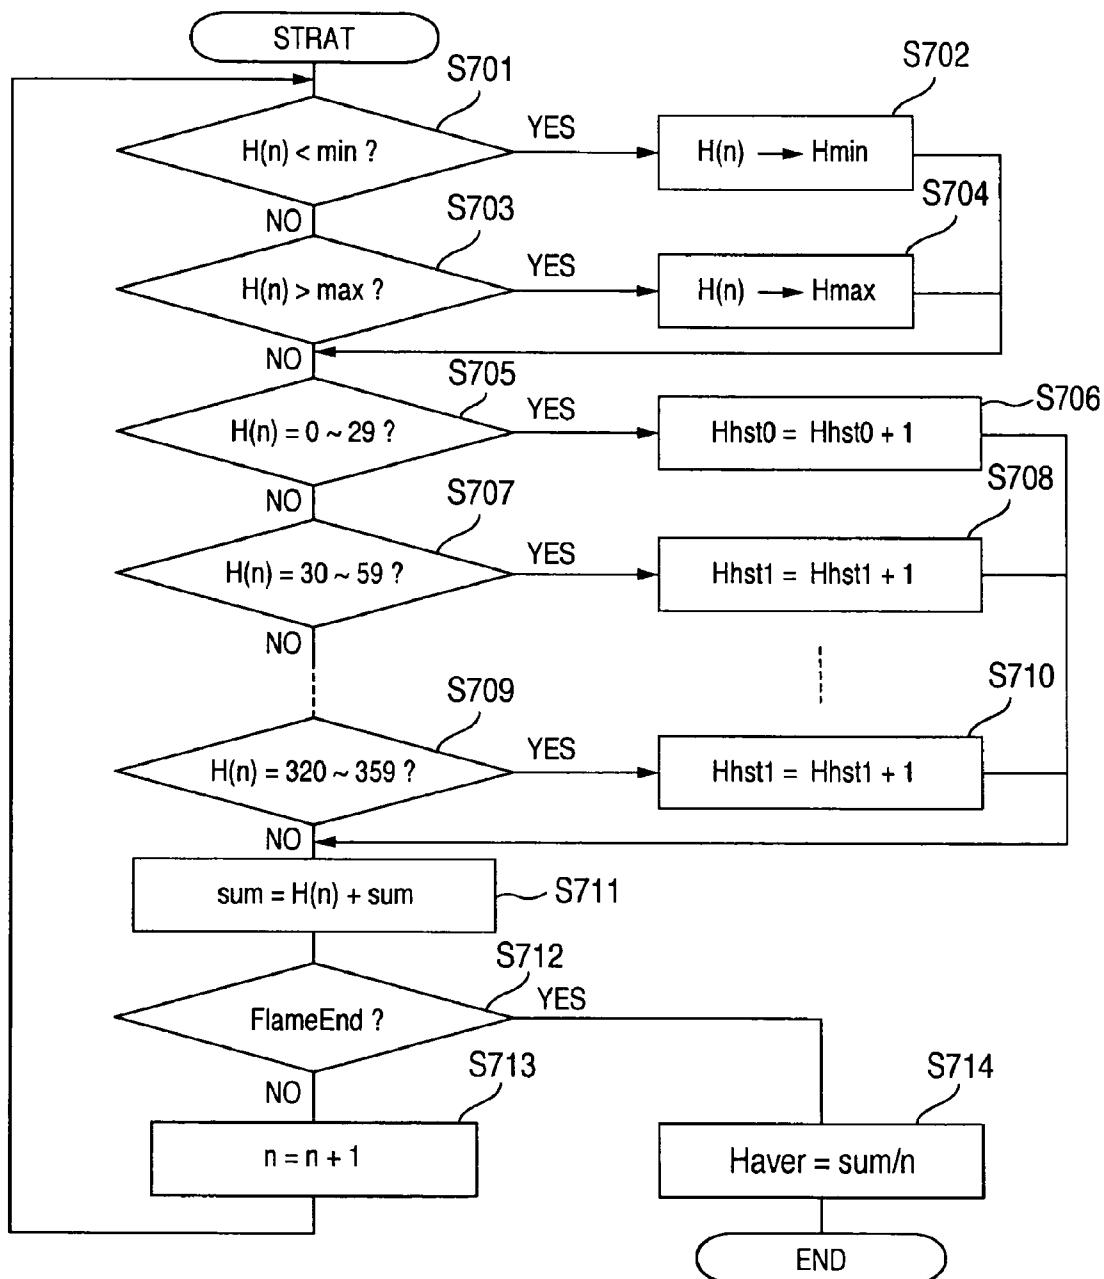 STRAT
S701
H(n) < min ?
YES
S702
H(n) → Hmin
NO
S703
H(n) > max ?
YES
S704
H(n) → Hmax
NO
S705
H(n) = 0 ~ 29 ?
YES
S706
Hhst0 = Hhst0 + 1
NO
S707
H(n) = 30 ~ 59 ?
YES
S708
Hhst1 = Hhst1 + 1
NO
S709
H(n) = 320 ~ 359 ?
YES
S710
Hhst1 = Hhst1 + 1
NO
sum = H(n) + sum
S711
S712
FlameEnd ?
YES
NO
S713
n = n + 1
S714
Haver = sum/n
END